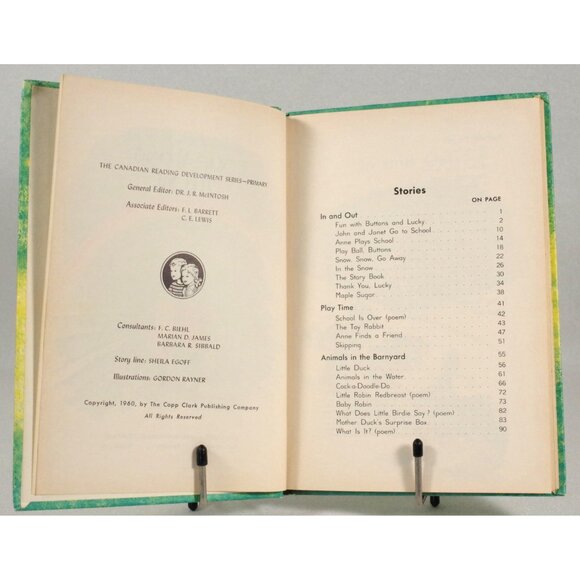 THE CANADIAN READING DEVELOPMENT SERIES—PRIMARY
General Editor: DR. J. R. McINTOSH
Associate Editors: F. L. BARRETT
C. E. LEWIS
Consultants: F. C. BIEHL
MARIAN D. JAMES
BARBARA R. SIBBALD
Story line: SHEILA EGOFF
Illustrations: GORDON RAYNER
Copyright, 1960, by The Copp Clark Publishing Company
All Rights Reserved
Stories
ON PAGE
In and Out 1
Fun with Buttons and Lucky 2
John and Janet Go to School 10
Anne Plays School 14
Play Ball, Buttons 18
Snow, Snow, Go Away 22
In the Snow 26
The Story Book 30
Thank You, Lucky 34
Maple Sugar 38
Play Time 41
School Is Over (poem) 42
The Toy Rabbit 43
Anne Finds a Friend 47
Skipping 51
Animals in the Barnyard 55
Little Duck 56
Animals in the Water 61
Cock-a-Doodle-Do 66
Little Robin Redbreast (poem) 72
Baby Robin 73
What Does Little Birdie Say? (poem) 82
Mother Duck's Surprise Box 83
What Is It? (poem) 90